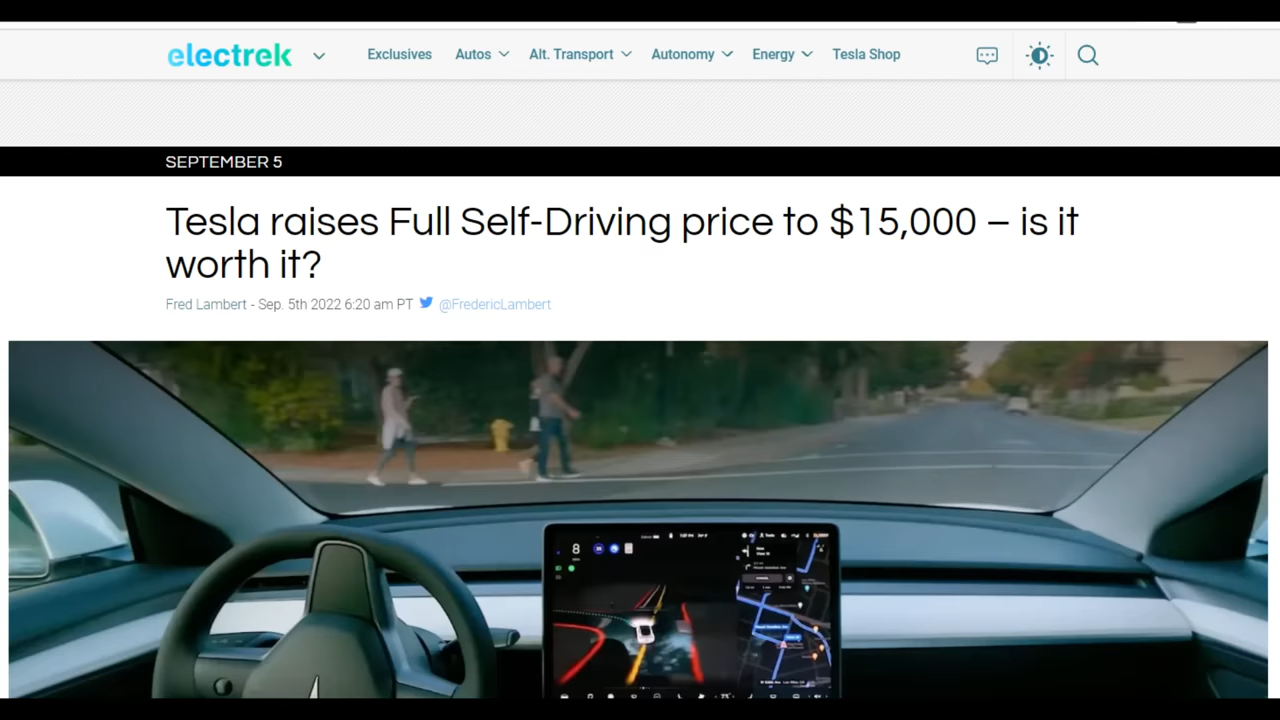 electrek
Exclusives
Autos
Alt. Transport
Autonomy
Energy
Tesla Shop
SEPTEMBER 5
Tesla raises Full Self-Driving price to $15,000 – is it
worth it?
Fred Lambert - Sep. 5th 2022 6:20 am PT @FredericLambert
8